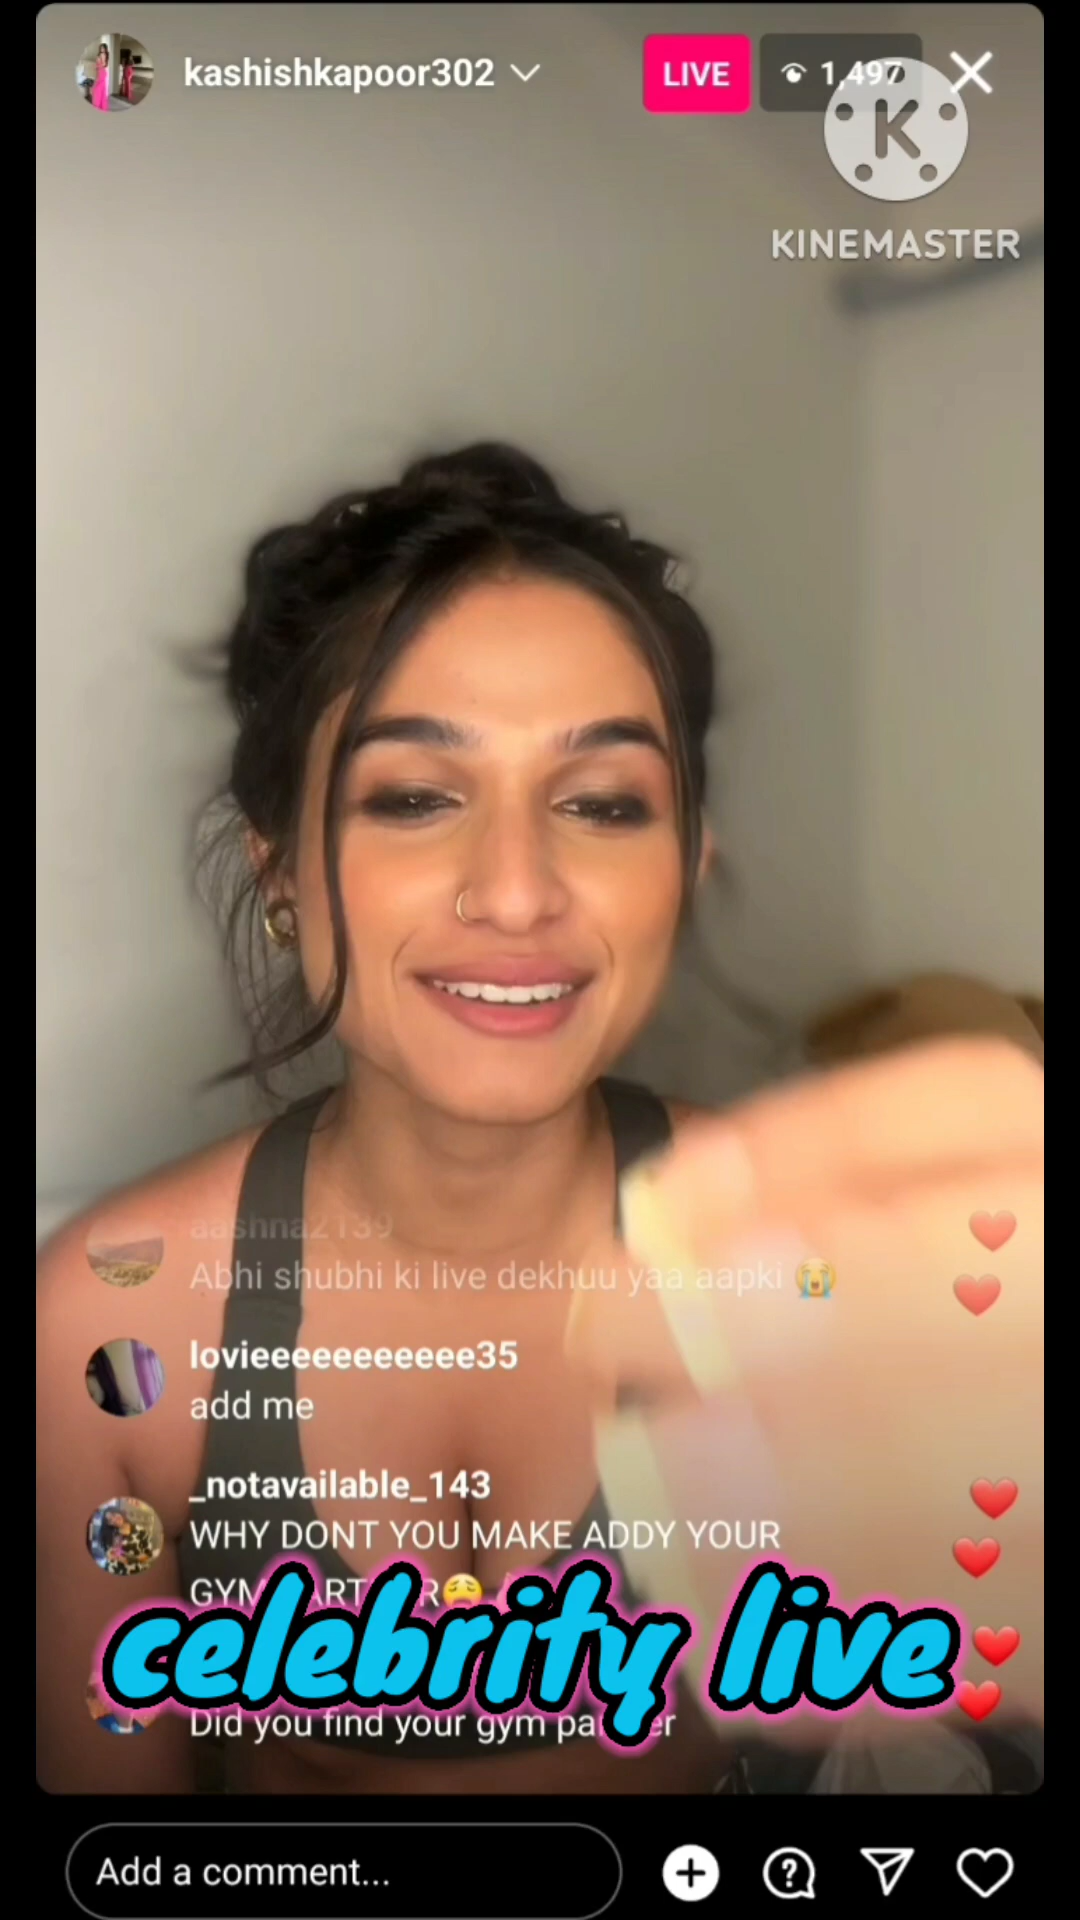 kashishkapoor302
LIVE
1,497
K
KINEMASTER
aashna2139
Abhi shubhi ki live dekhuu yaa aapki 😭
lovieeeeeeeeeee35
add me
_notavailable_143
WHY DONT YOU MAKE ADDY YOUR
celebrity live
Did you find your gym
Add a comment...